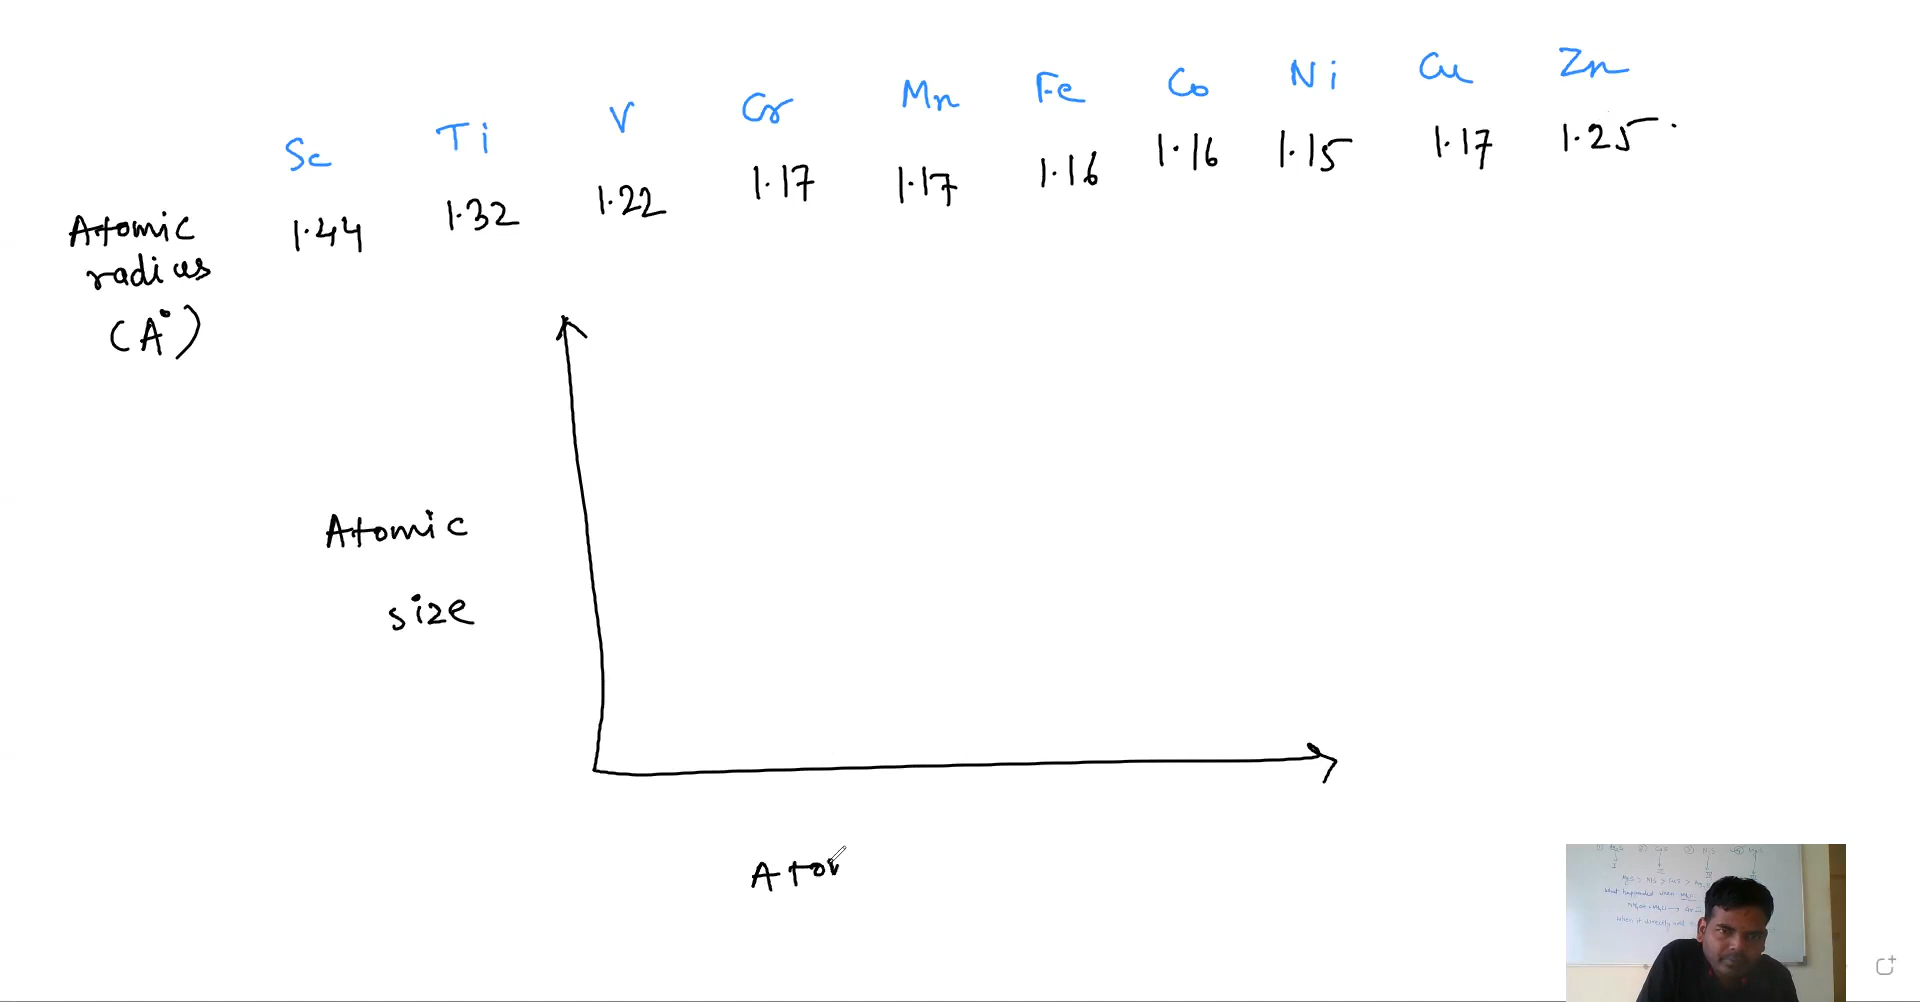 Sc Ti V Cr Mn Fe Co Ni Cu Zn
Atomic radius (A°) 1.44 1.32 1.22 1.17 1.17 1.16 1.16 1.15 1.17 1.25
Atomic
size
Atom